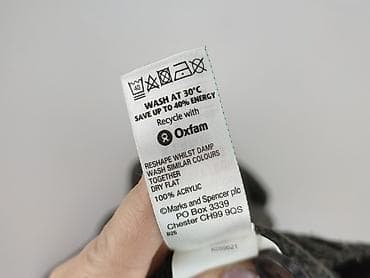 40
WASH AT 30°C
SAVE UP TO 40% ENERGY
Recycle with
Oxfam
RESHAPE WHILST DAMP
WASH SIMILAR COLOURS
TOGETHER
DRY FLAT
100% ACRYLIC
©Marks and Spencer plc
PO Box 3339
Chester CH99 9QS